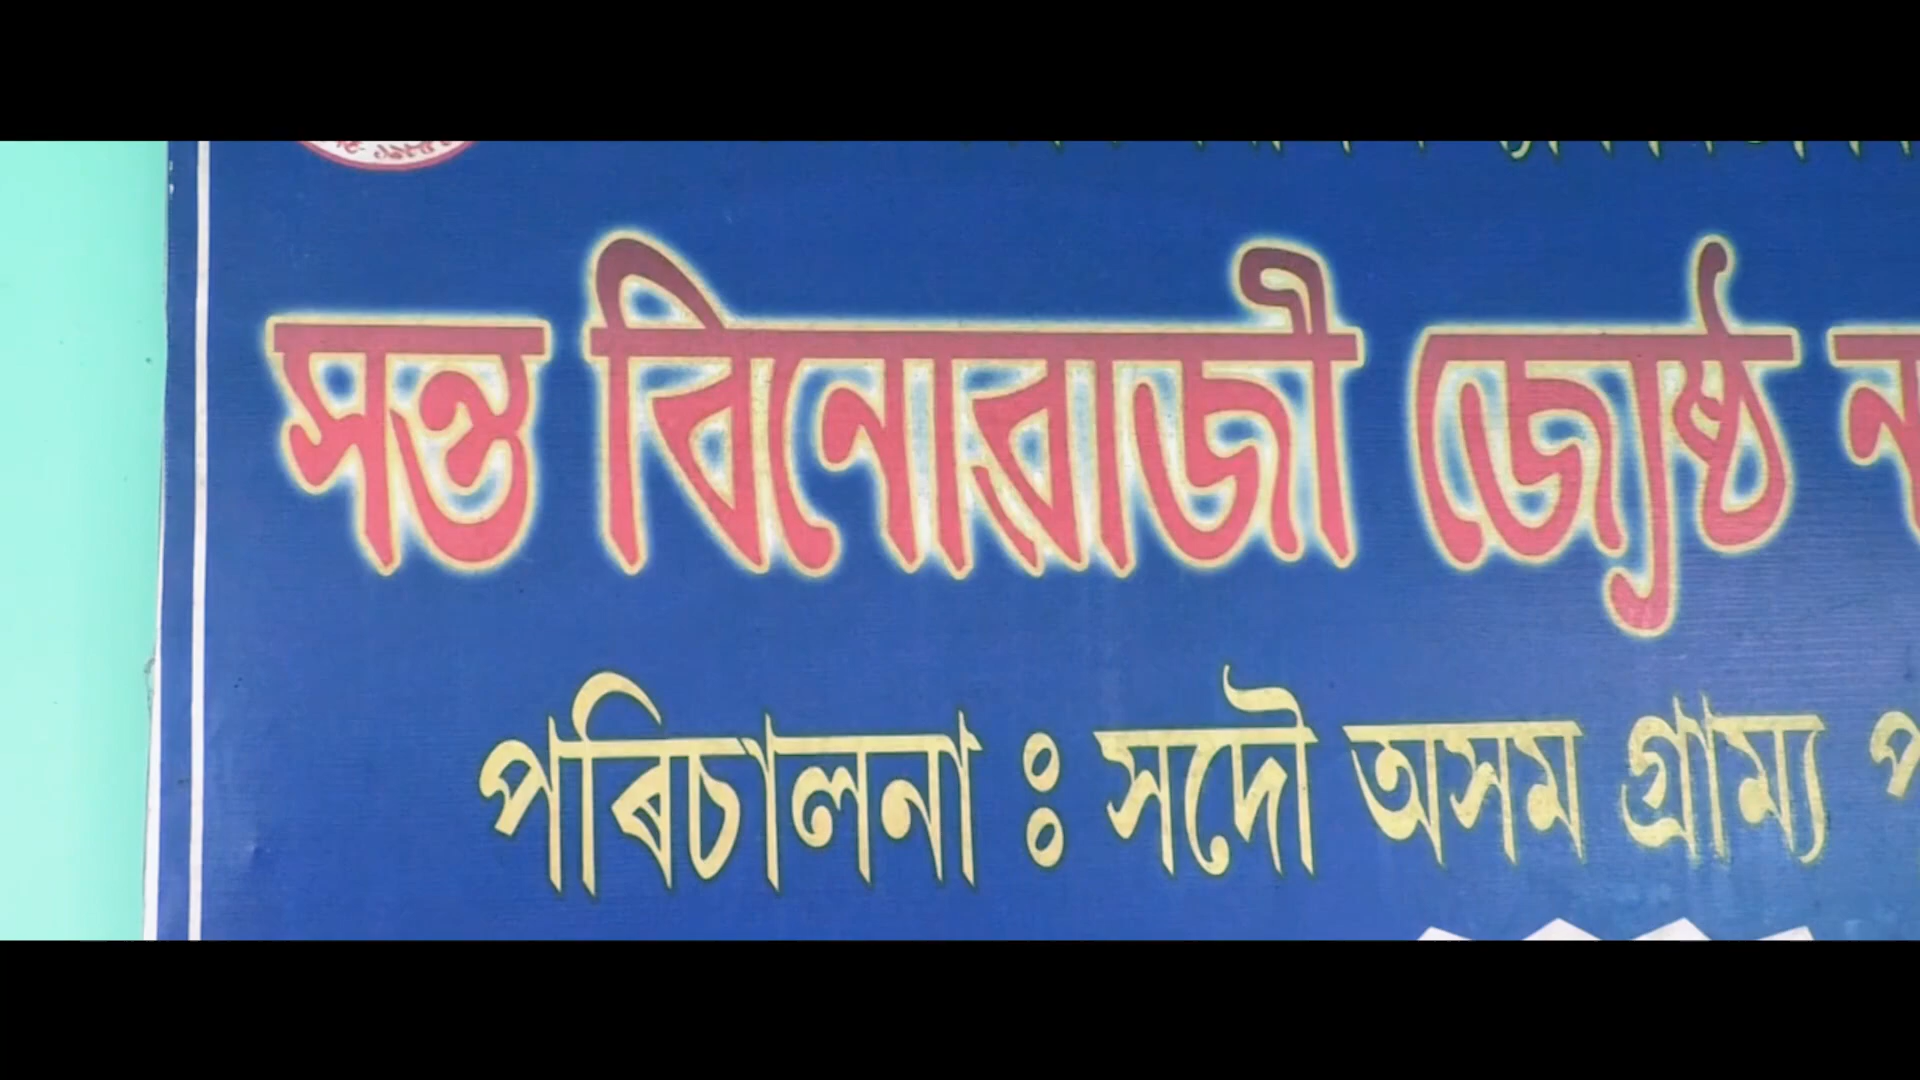 সন্ত বিনোৱাজী জ্যেষ্ঠ
পৰিচালনা ঃ সদৌ অসম গ্ৰাম্য